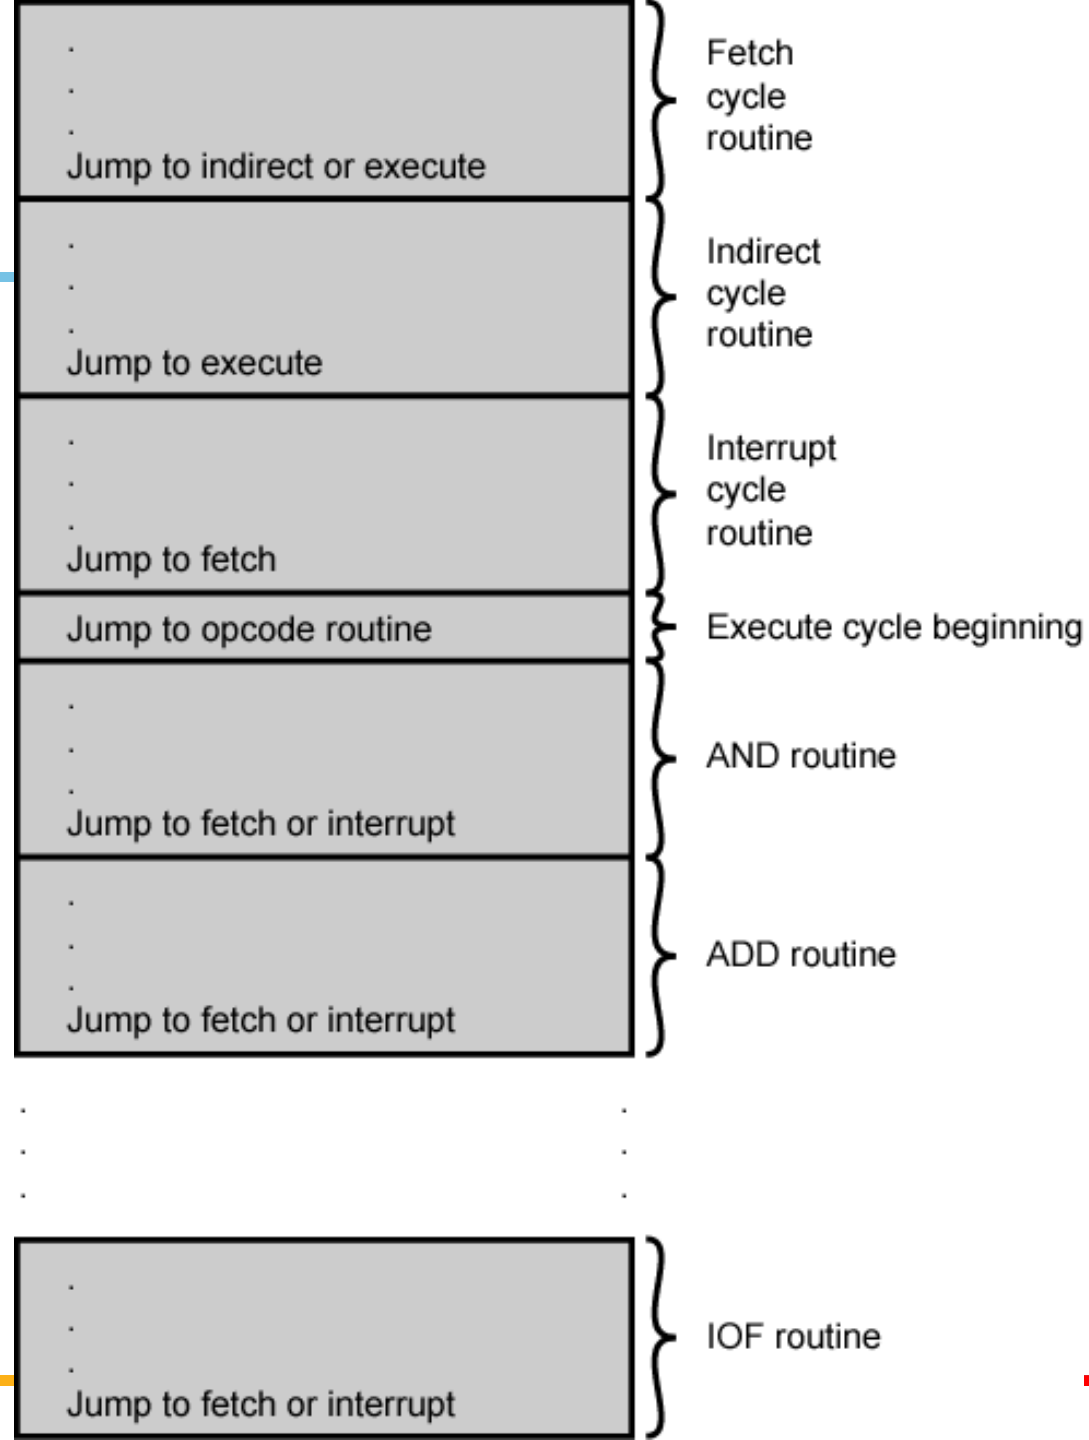 .
.
.
Jump to indirect or execute
Fetch
cycle
routine
.
.
.
Jump to execute
Indirect
cycle
routine
.
.
.
Jump to fetch
Interrupt
cycle
routine
Jump to opcode routine
Execute cycle beginning
.
.
.
Jump to fetch or interrupt
AND routine
.
.
.
Jump to fetch or interrupt
ADD routine
. .
. .
. .
.
.
.
Jump to fetch or interrupt
IOF routine